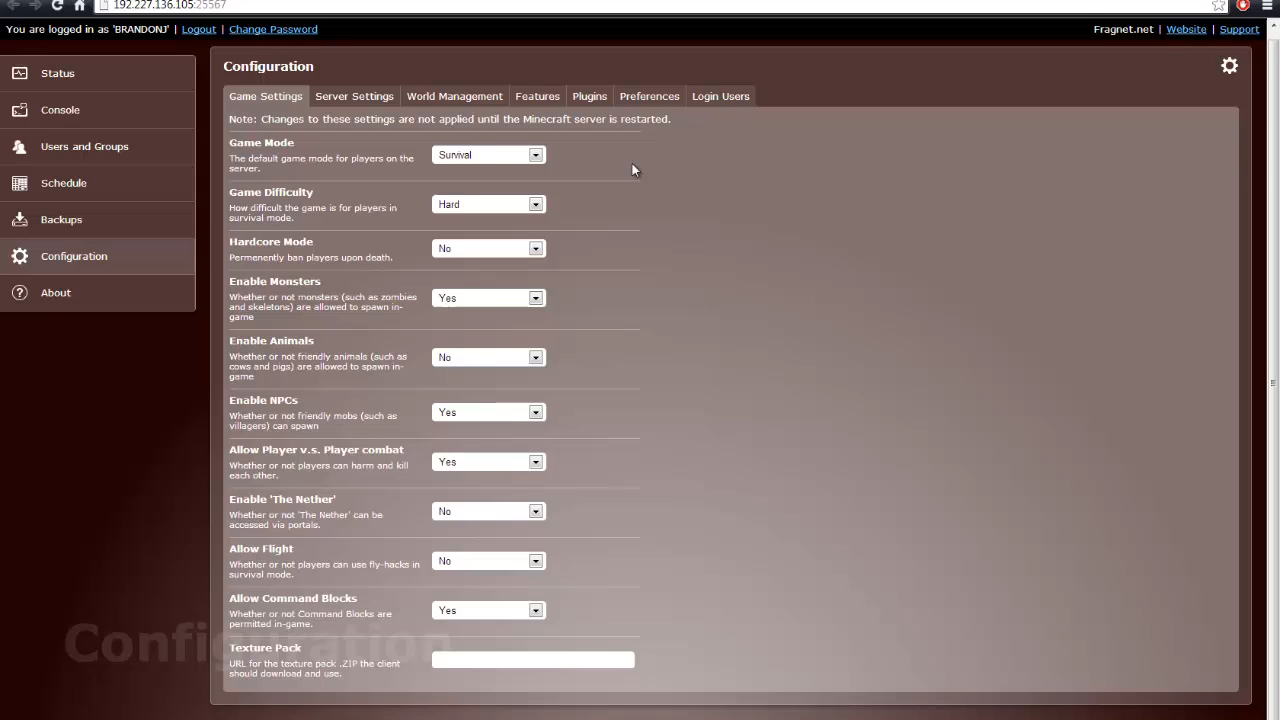 192.227.136.105:25567
You are logged in as 'BRANDONJ' | Logout | Change Password
Fragnet.net | Website | Support
Status
Console
Users and Groups
Schedule
Backups
Configuration
About
Configuration
Game Settings Server Settings World Management Features Plugins Preferences Login Users
Note: Changes to these settings are not applied until the Minecraft server is restarted.
Game Mode
The default game mode for players on the
server.
Survival
Game Difficulty
How difficult the game is for players in
survival mode.
Hard
Hardcore Mode
Permenently ban players upon death.
No
Enable Monsters
Whether or not monsters (such as zombies
and skeletons) are allowed to spawn in-
game
Yes
Enable Animals
Whether or not friendly animals (such as
cows and pigs) are allowed to spawn in-
game
No
Enable NPCs
Whether or not friendly mobs (such as
villagers) can spawn
Yes
Allow Player v.s. Player combat
Whether or not players can harm and kill
each other.
Yes
Enable 'The Nether'
Whether or not 'The Nether' can be
accessed via portals.
No
Allow Flight
Whether or not players can use fly-hacks in
survival mode.
No
Allow Command Blocks
Whether or not Command Blocks are
permitted in-game.
Yes
Texture Pack
URL for the texture pack .ZIP the client
should download and use.
Configuration